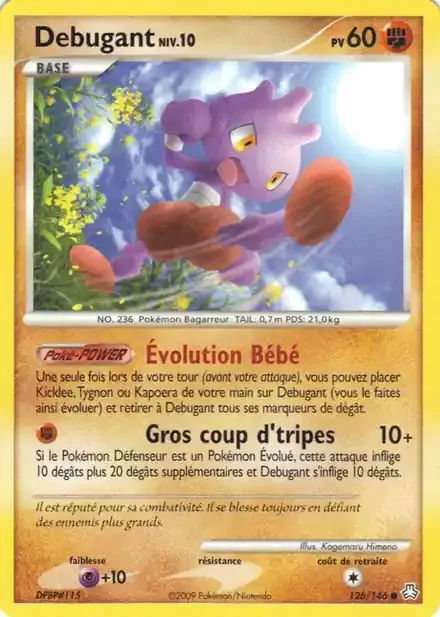 Debugant NIV.10
PV 60
BASE
NO. 236 Pokémon Bagarreur TAIL: 0,7 m PDS: 21,0kg
Poké-POWER Évolution Bébé
Une seule fois lors de votre tour (avant votre attaque), vous pouvez placer
Kicklee, Tygnon ou Kapoera de votre main sur Debugant (vous le faites
ainsi évoluer) et retirer à Debugant tous ses marqueurs de dégât.
Gros coup d'tripes 10+
Si le Pokémon Défenseur est un Pokémon Évolué, cette attaque inflige
10 dégâts plus 20 dégâts supplémentaires et Debugant s'inflige 10 dégâts.
Il est réputé pour sa combativité. Il se blesse toujours en défiant
des ennemis plus grands.
Illus. Kagemaru Himeno
faiblesse résistance coût de retraite
+10
DPBP#115 ©2009 Pokémon/Nintendo 126/146